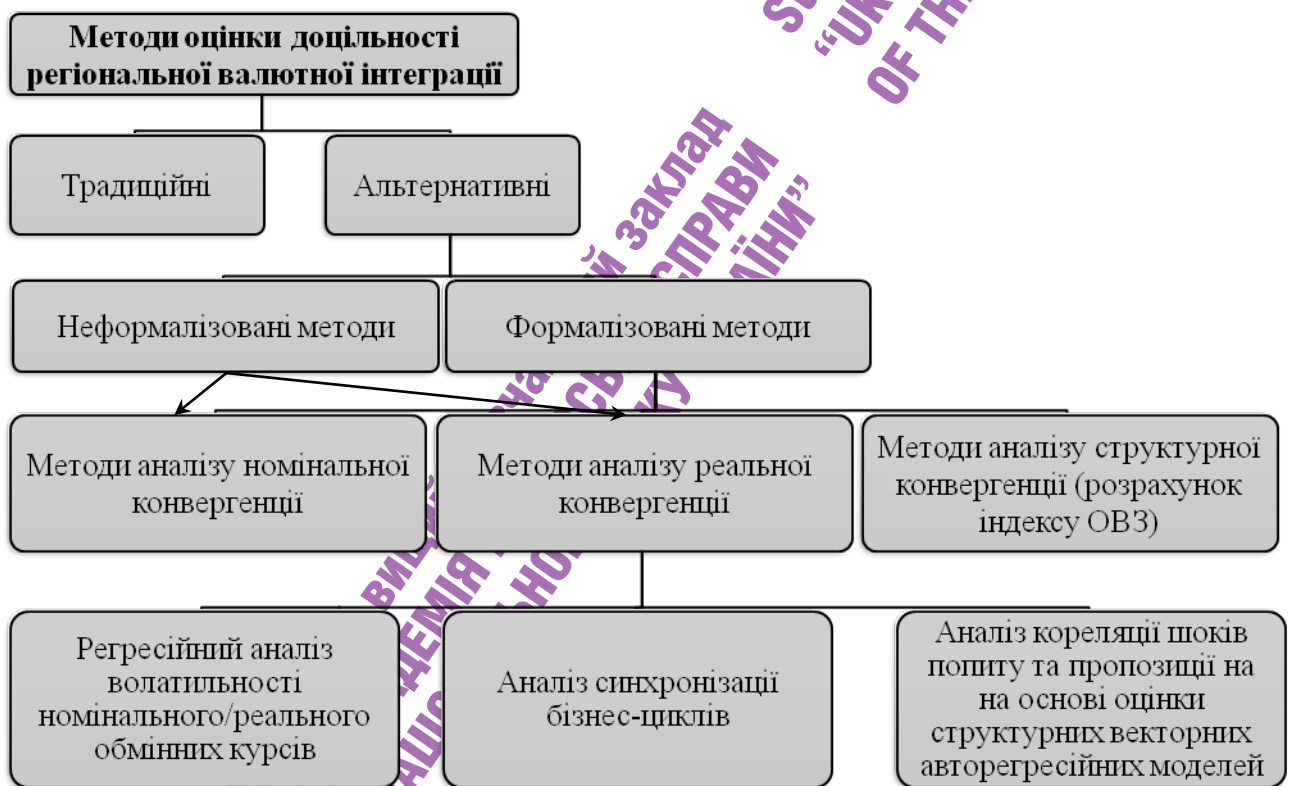 Методи оцінки доцільності
регіональної валютної інтеграції
Традиційні
Альтернативні
Неформалізовані методи
Формалізовані методи
Методи аналізу номінальної
конвергенції
Методи аналізу реальної
конвергенції
Методи аналізу структурної
конвергенції (розрахунок
індексу ОВЗ)
Регресійний аналіз
волатильності
номінального/реального
обмінних курсів
Аналіз синхронізації
бізнес-циклів
Аналіз кореляції шоків
попиту та пропозиції на
на основі оцінки
структурних векторних
авторегресійних моделей
заклад
OF